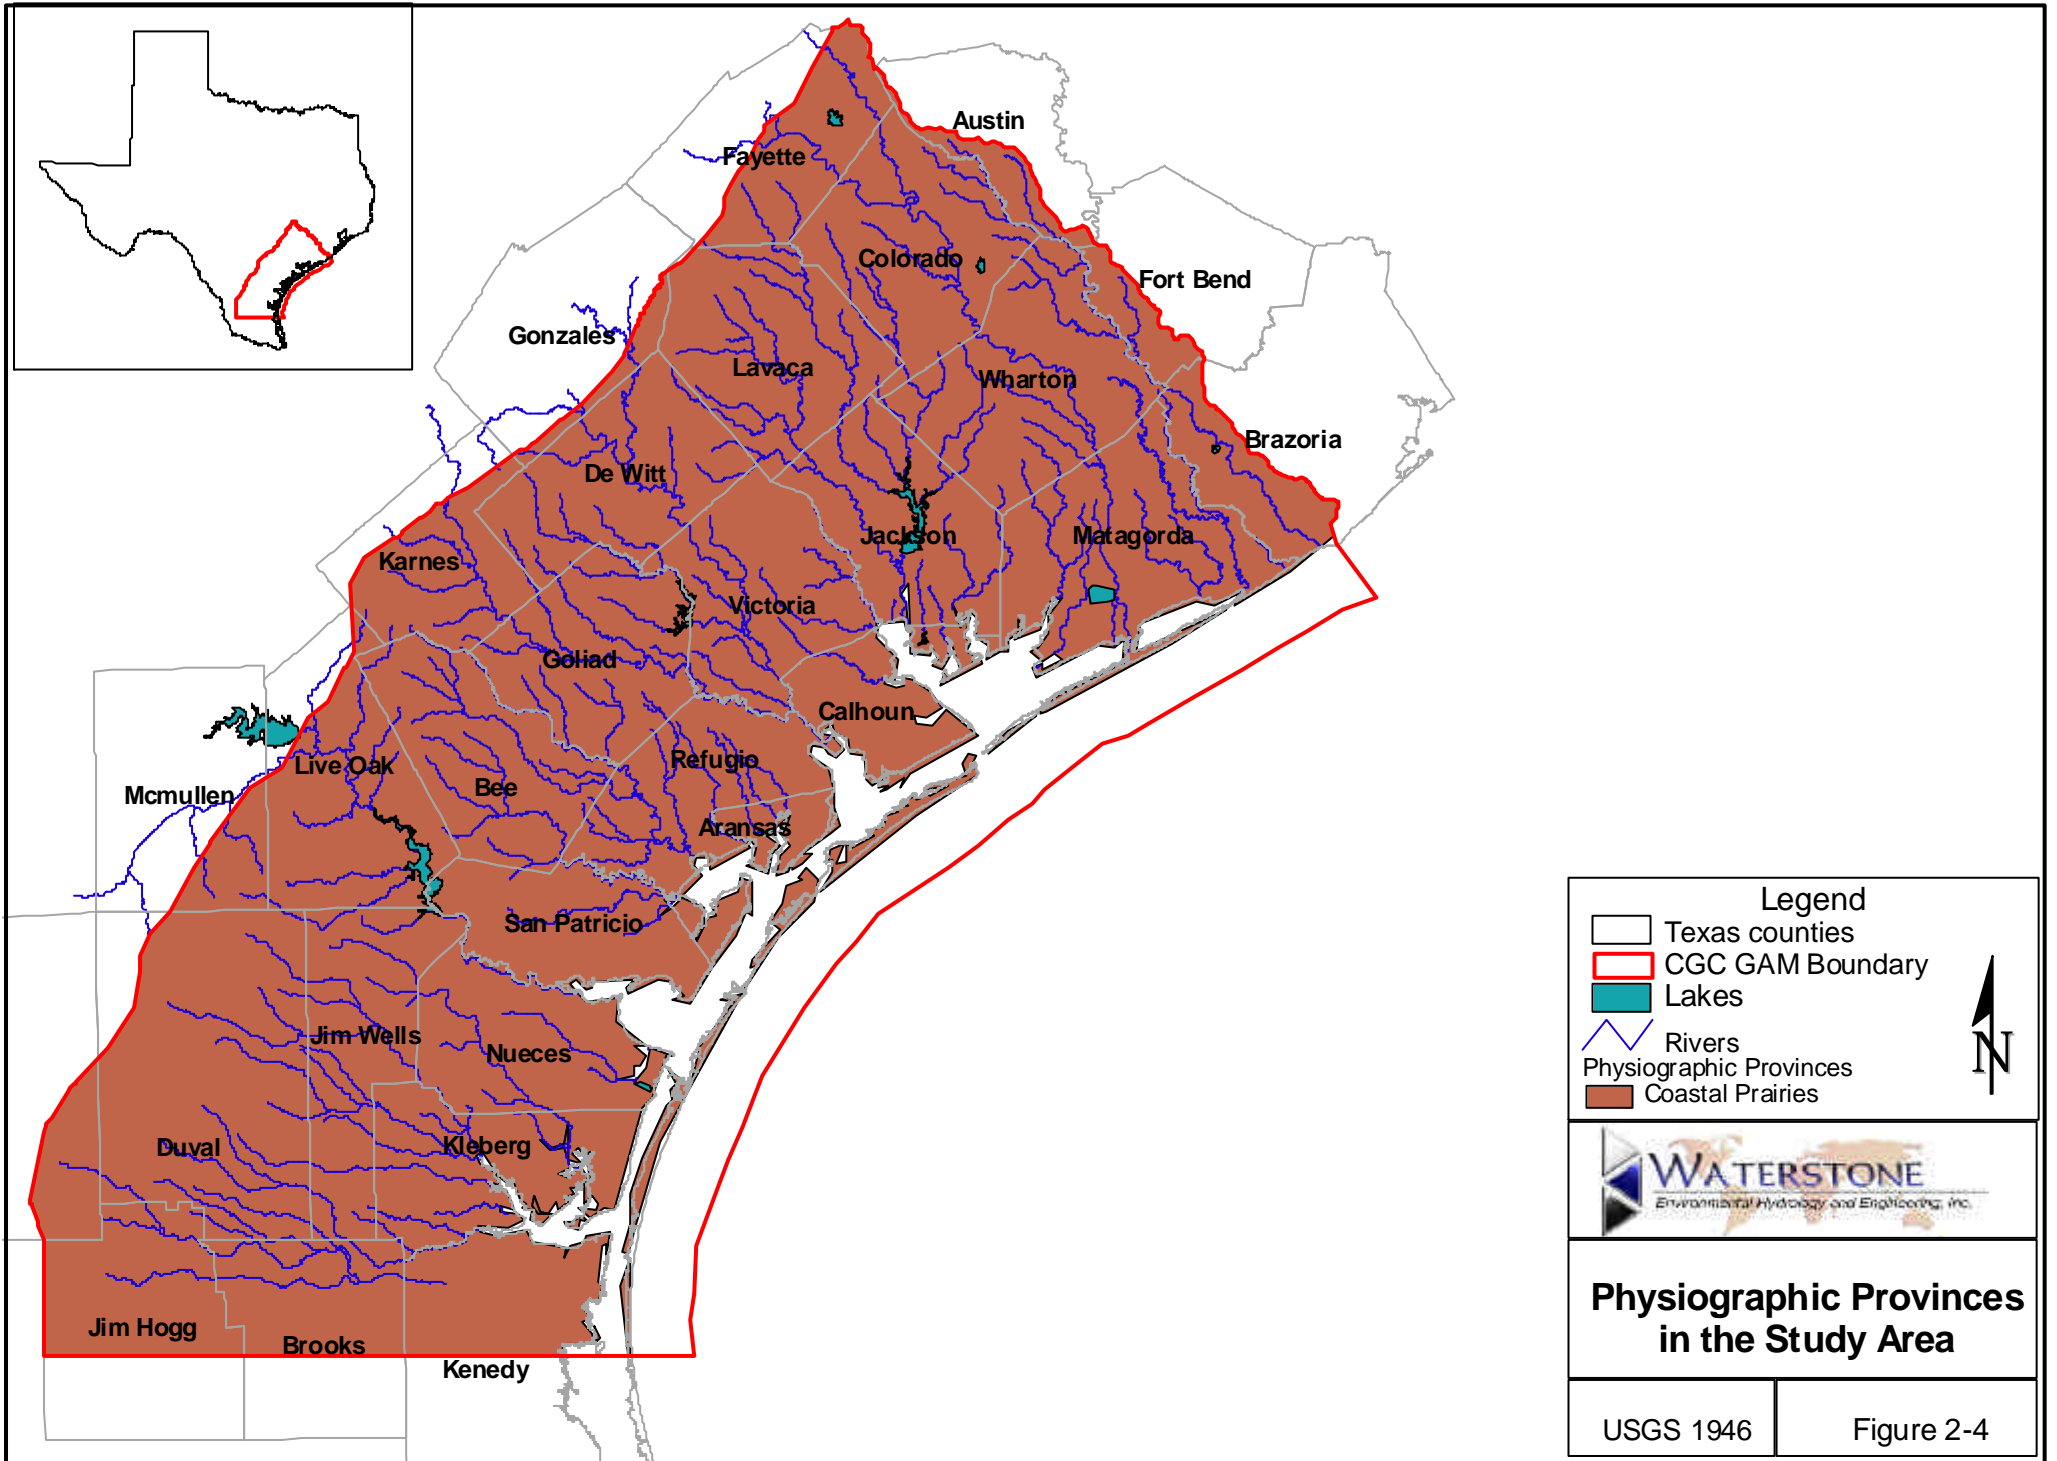 Austin
Fayette
Colorado
Fort Bend
Gonzales
Lavaca
Wharton
Brazoria
De Witt
Jackson
Matagorda
Karnes
Victoria
Goliad
Calhoun
Refugio
Live Oak
Bee
Mcmullen
Aransas
San Patricio
Jim Wells
Nueces
Duval
Kleberg
Jim Hogg
Brooks
Kenedy
Legend
Texas counties
CGC GAM Boundary
Lakes
Rivers
Physiographic Provinces
Coastal Prairies
N
WATERSTONE
Environmental Hydrology and Engineering, Inc.
Physiographic Provinces
in the Study Area
USGS 1946
Figure 2-4